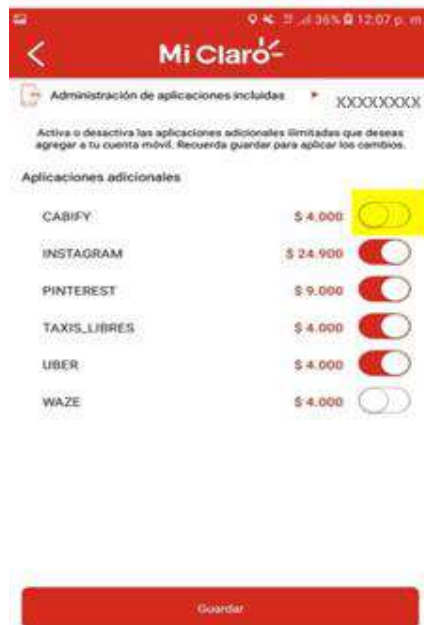 36% 12:07 p. m
Mi Claro
Administración de aplicaciones incluidas XXXXXXXX
Activa o desactiva las aplicaciones adicionales ilimitadas que deseas
agregar a tu cuenta móvil. Recuerda guardar para aplicar los cambios.
Aplicaciones adicionales
CABIFY $ 4.000
INSTAGRAM $ 24.900
PINTEREST $ 9.000
TAXIS_LIBRES $ 4.000
UBER $ 4.000
WAZE $ 4.000
Guardar